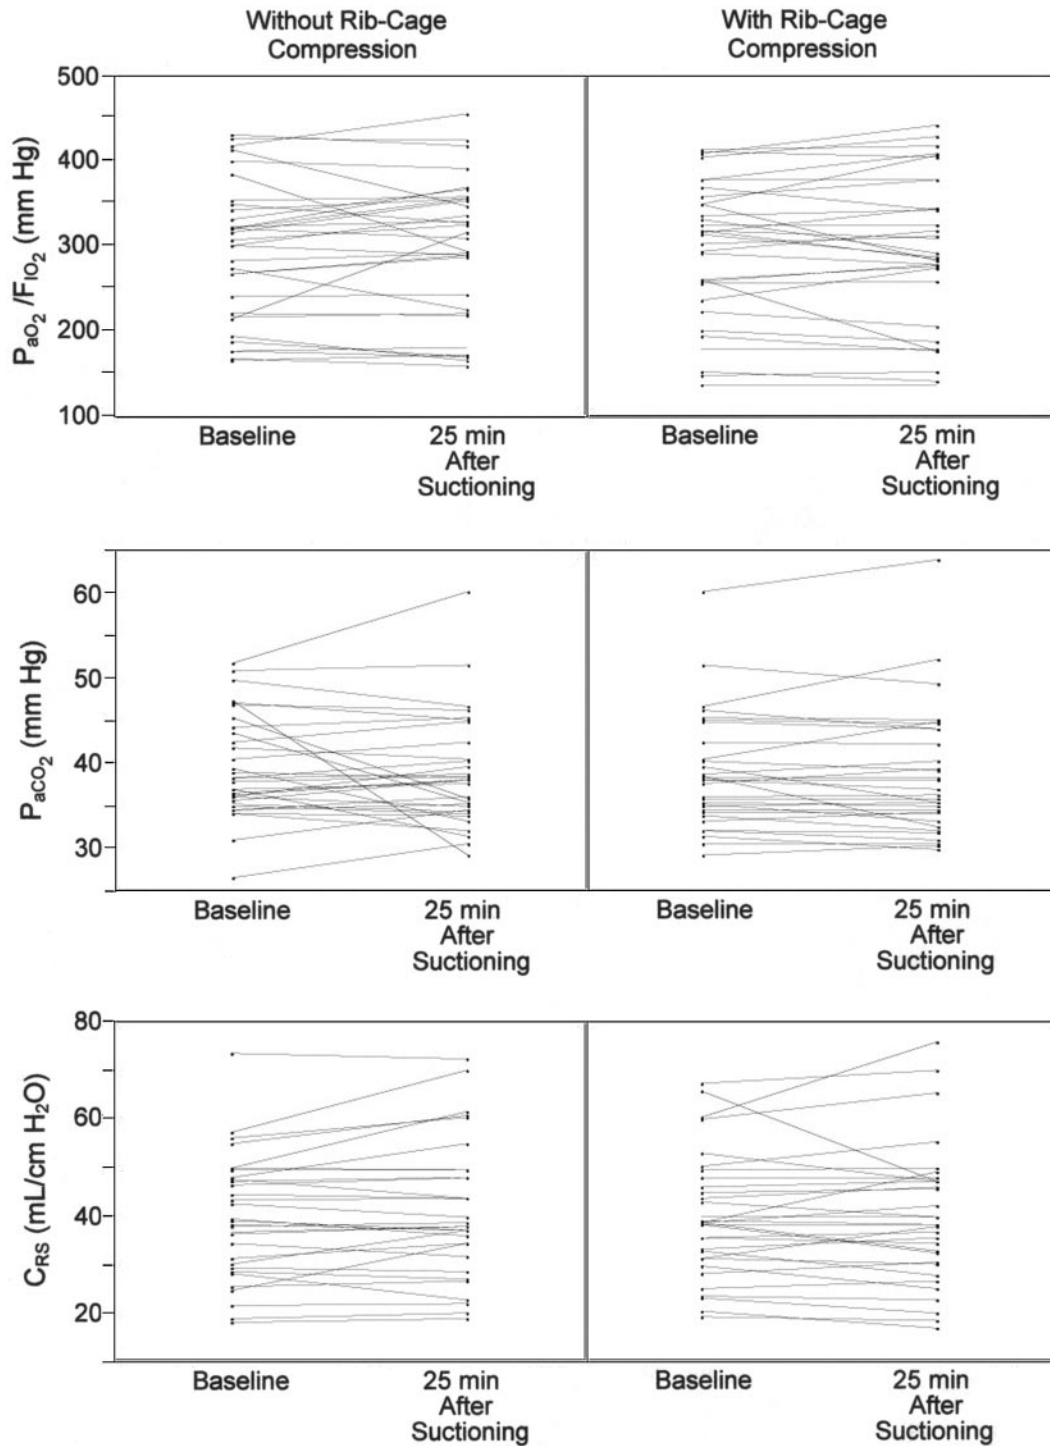 Without Rib-Cage
Compression
With Rib-Cage
Compression
PaO2 /FIO2 (mm Hg)
500
400
300
200
100
Baseline
25 min
After
Suctioning
Baseline
25 min
After
Suctioning
PaCO2 (mm Hg)
60
50
40
30
Baseline
25 min
After
Suctioning
Baseline
25 min
After
Suctioning
CRS (mL/cm H2O)
80
60
40
20
Baseline
25 min
After
Suctioning
Baseline
25 min
After
Suctioning